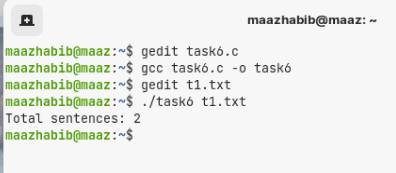 maazhabib@maaz: ~
maazhabib@maaz:~$ gedit task6.c
maazhabib@maaz:~$ gcc task6.c -o task6
maazhabib@maaz:~$ gedit t1.txt
maazhabib@maaz:~$ ./task6 t1.txt
Total sentences: 2
maazhabib@maaz:~$